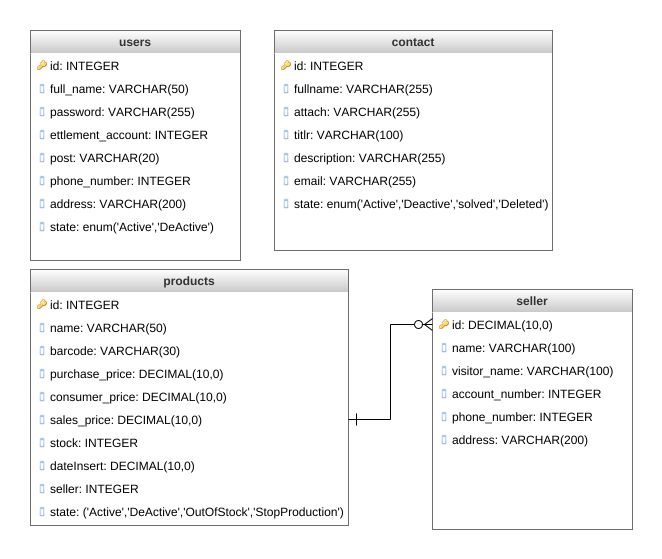 users
id: INTEGER
full_name: VARCHAR(50)
password: VARCHAR(255)
ettlement_account: INTEGER
post: VARCHAR(20)
phone_number: INTEGER
address: VARCHAR(200)
state: enum('Active','DeActive')
contact
id: INTEGER
fullname: VARCHAR(255)
attach: VARCHAR(255)
titlr: VARCHAR(100)
description: VARCHAR(255)
email: VARCHAR(255)
state: enum('Active','Deactive','solved','Deleted')
products
id: INTEGER
name: VARCHAR(50)
barcode: VARCHAR(30)
purchase_price: DECIMAL(10,0)
consumer_price: DECIMAL(10,0)
sales_price: DECIMAL(10,0)
stock: INTEGER
dateInsert: DECIMAL(10,0)
seller: INTEGER
state: ('Active','DeActive','OutOfStock','StopProduction')
seller
id: DECIMAL(10,0)
name: VARCHAR(100)
visitor_name: VARCHAR(100)
account_number: INTEGER
phone_number: INTEGER
address: VARCHAR(200)